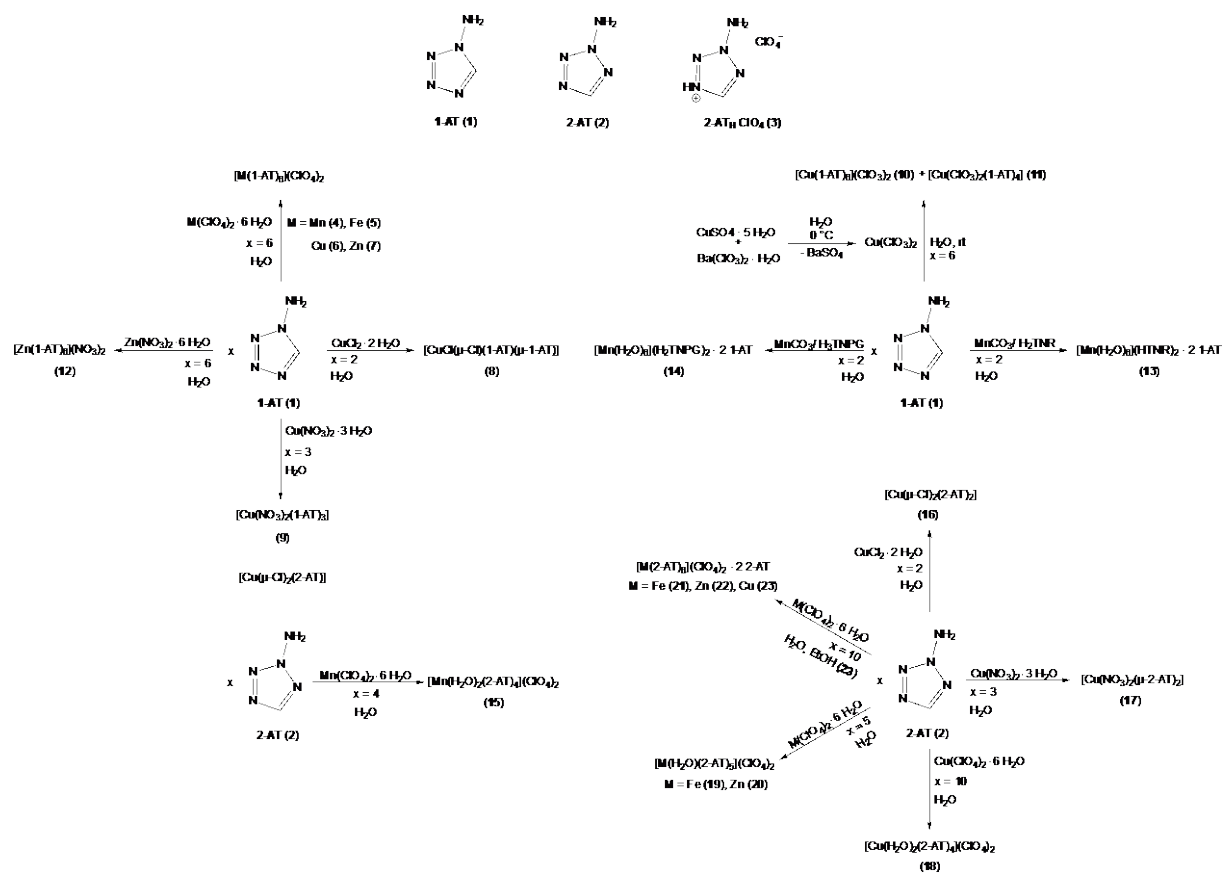 NH₂
N
N
N
N
1-AT (1)
NH₂
N
N
N
N
2-AT (2)
NH₂
N
N
N
HN
⊕
ClO₄⁻
2-AT_H ClO₄ (3)
[M(1-AT)₆](ClO₄)₂
M(ClO₄)₂ · 6 H₂O
x = 6
H₂O
M = Mn (4), Fe (5)
Cu (6), Zn (7)
[Zn(1-AT)₆](NO₃)₂
(12)
Zn(NO₃)₂ · 6 H₂O
x = 6
H₂O
x
NH₂
N
N
N
N
1-AT (1)
CuCl₂ · 2 H₂O
x = 2
H₂O
[CuCl(μ-Cl)(1-AT)(μ-1-AT)]
(8)
Cu(NO₃)₂ · 3 H₂O
x = 3
H₂O
[Cu(NO₃)₂(1-AT)₃]
(9)
[Cu(1-AT)₆](ClO₃)₂ (10) + [Cu(ClO₃)₂(1-AT)₄] (11)
CuSO4 · 5 H₂O
+
Ba(ClO₃)₂ · H₂O
H₂O
0 °C
- BaSO₄
Cu(ClO₃)₂
H₂O, rt
x = 6
[Mn(H₂O)₆](H₂TNPG)₂ · 2 1-AT
(14)
MnCO₃/ H₃TNPG
x = 2
H₂O
x
NH₂
N
N
N
N
1-AT (1)
MnCO₃/ H₂TNR
x = 2
H₂O
[Mn(H₂O)₆](HTNR)₂ · 2 1-AT
(13)
[Cu(μ-Cl)₂(2-AT)]
x
NH₂
N
N
N
N
2-AT (2)
Mn(ClO₄)₂ · 6 H₂O
x = 4
H₂O
[Mn(H₂O)₂(2-AT)₄](ClO₄)₂
(15)
[Cu(μ-Cl)₂(2-AT)₂]
(16)
CuCl₂ · 2 H₂O
x = 2
H₂O
[M(2-AT)₆](ClO₄)₂ · 2 2-AT
M = Fe (21), Zn (22), Cu (23)
M(ClO₄)₂ · 6 H₂O
x = 10
H₂O, EtOH (23)
x
NH₂
N
N
N
N
2-AT (2)
Cu(NO₃)₂ · 3 H₂O
x = 3
H₂O
[Cu(NO₃)₂(μ-2-AT)₂]
(17)
M(ClO₄)₂ · 6 H₂O
x = 5
H₂O
[M(H₂O)(2-AT)₅](ClO₄)₂
M = Fe (19), Zn (20)
Cu(ClO₄)₂ · 6 H₂O
x = 10
H₂O
[Cu(H₂O)₂(2-AT)₄](ClO₄)₂
(18)